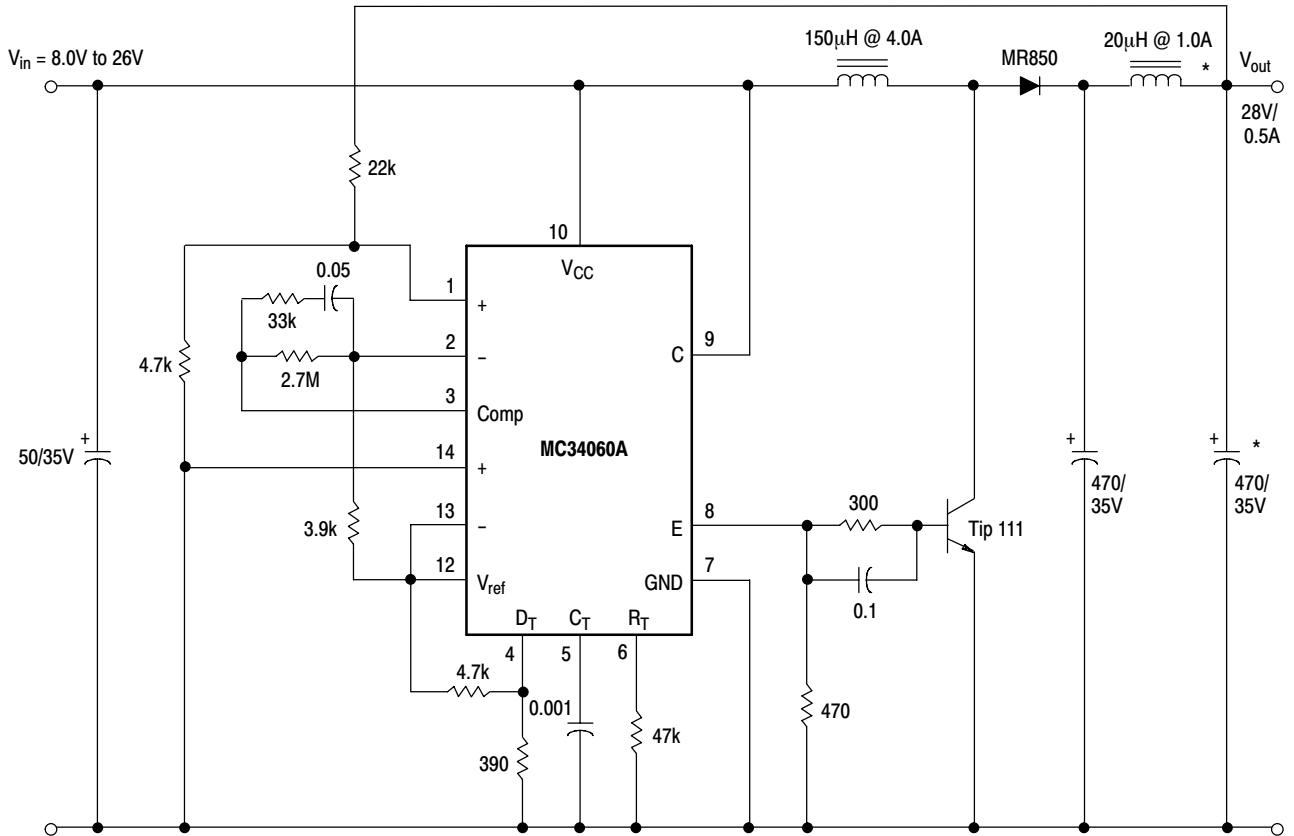 V_in = 8.0V to 26V
150μH @ 4.0A
MR850
20μH @ 1.0A
*
V_out
28V/
0.5A
22k
10
V_CC
0.05
33k
1
+
2
−
2.7M
4.7k
3
Comp
9
C
MC34060A
14
+
50/35V
+
13
−
3.9k
12
V_ref
8
E
300
Tip 111
0.1
7
GND
+
470/
35V
+
*
470/
35V
D_T
C_T
R_T
4
5
6
4.7k
0.001
390
47k
470